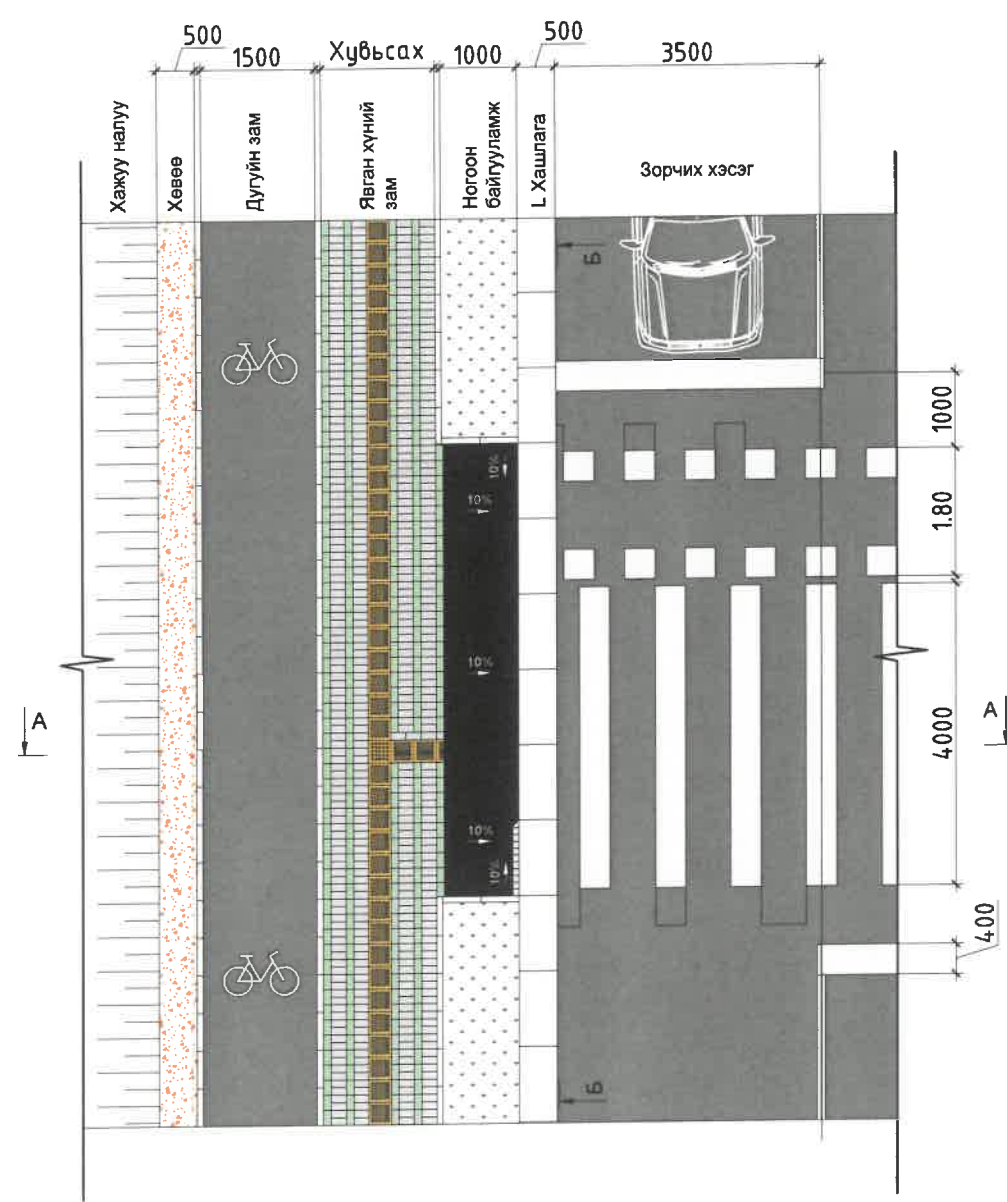 500
1500
Хувьсах
1000
500
3500
Хажуу налуу
Хөвөө
Дугуйн зам
Явган хүний
зам
Ногоон
байгууламж
L Хашлага
Зорчих хэсэг
Б
1000
10%
10%
1.80
10%
4000
А
А
10%
10%
400
Б